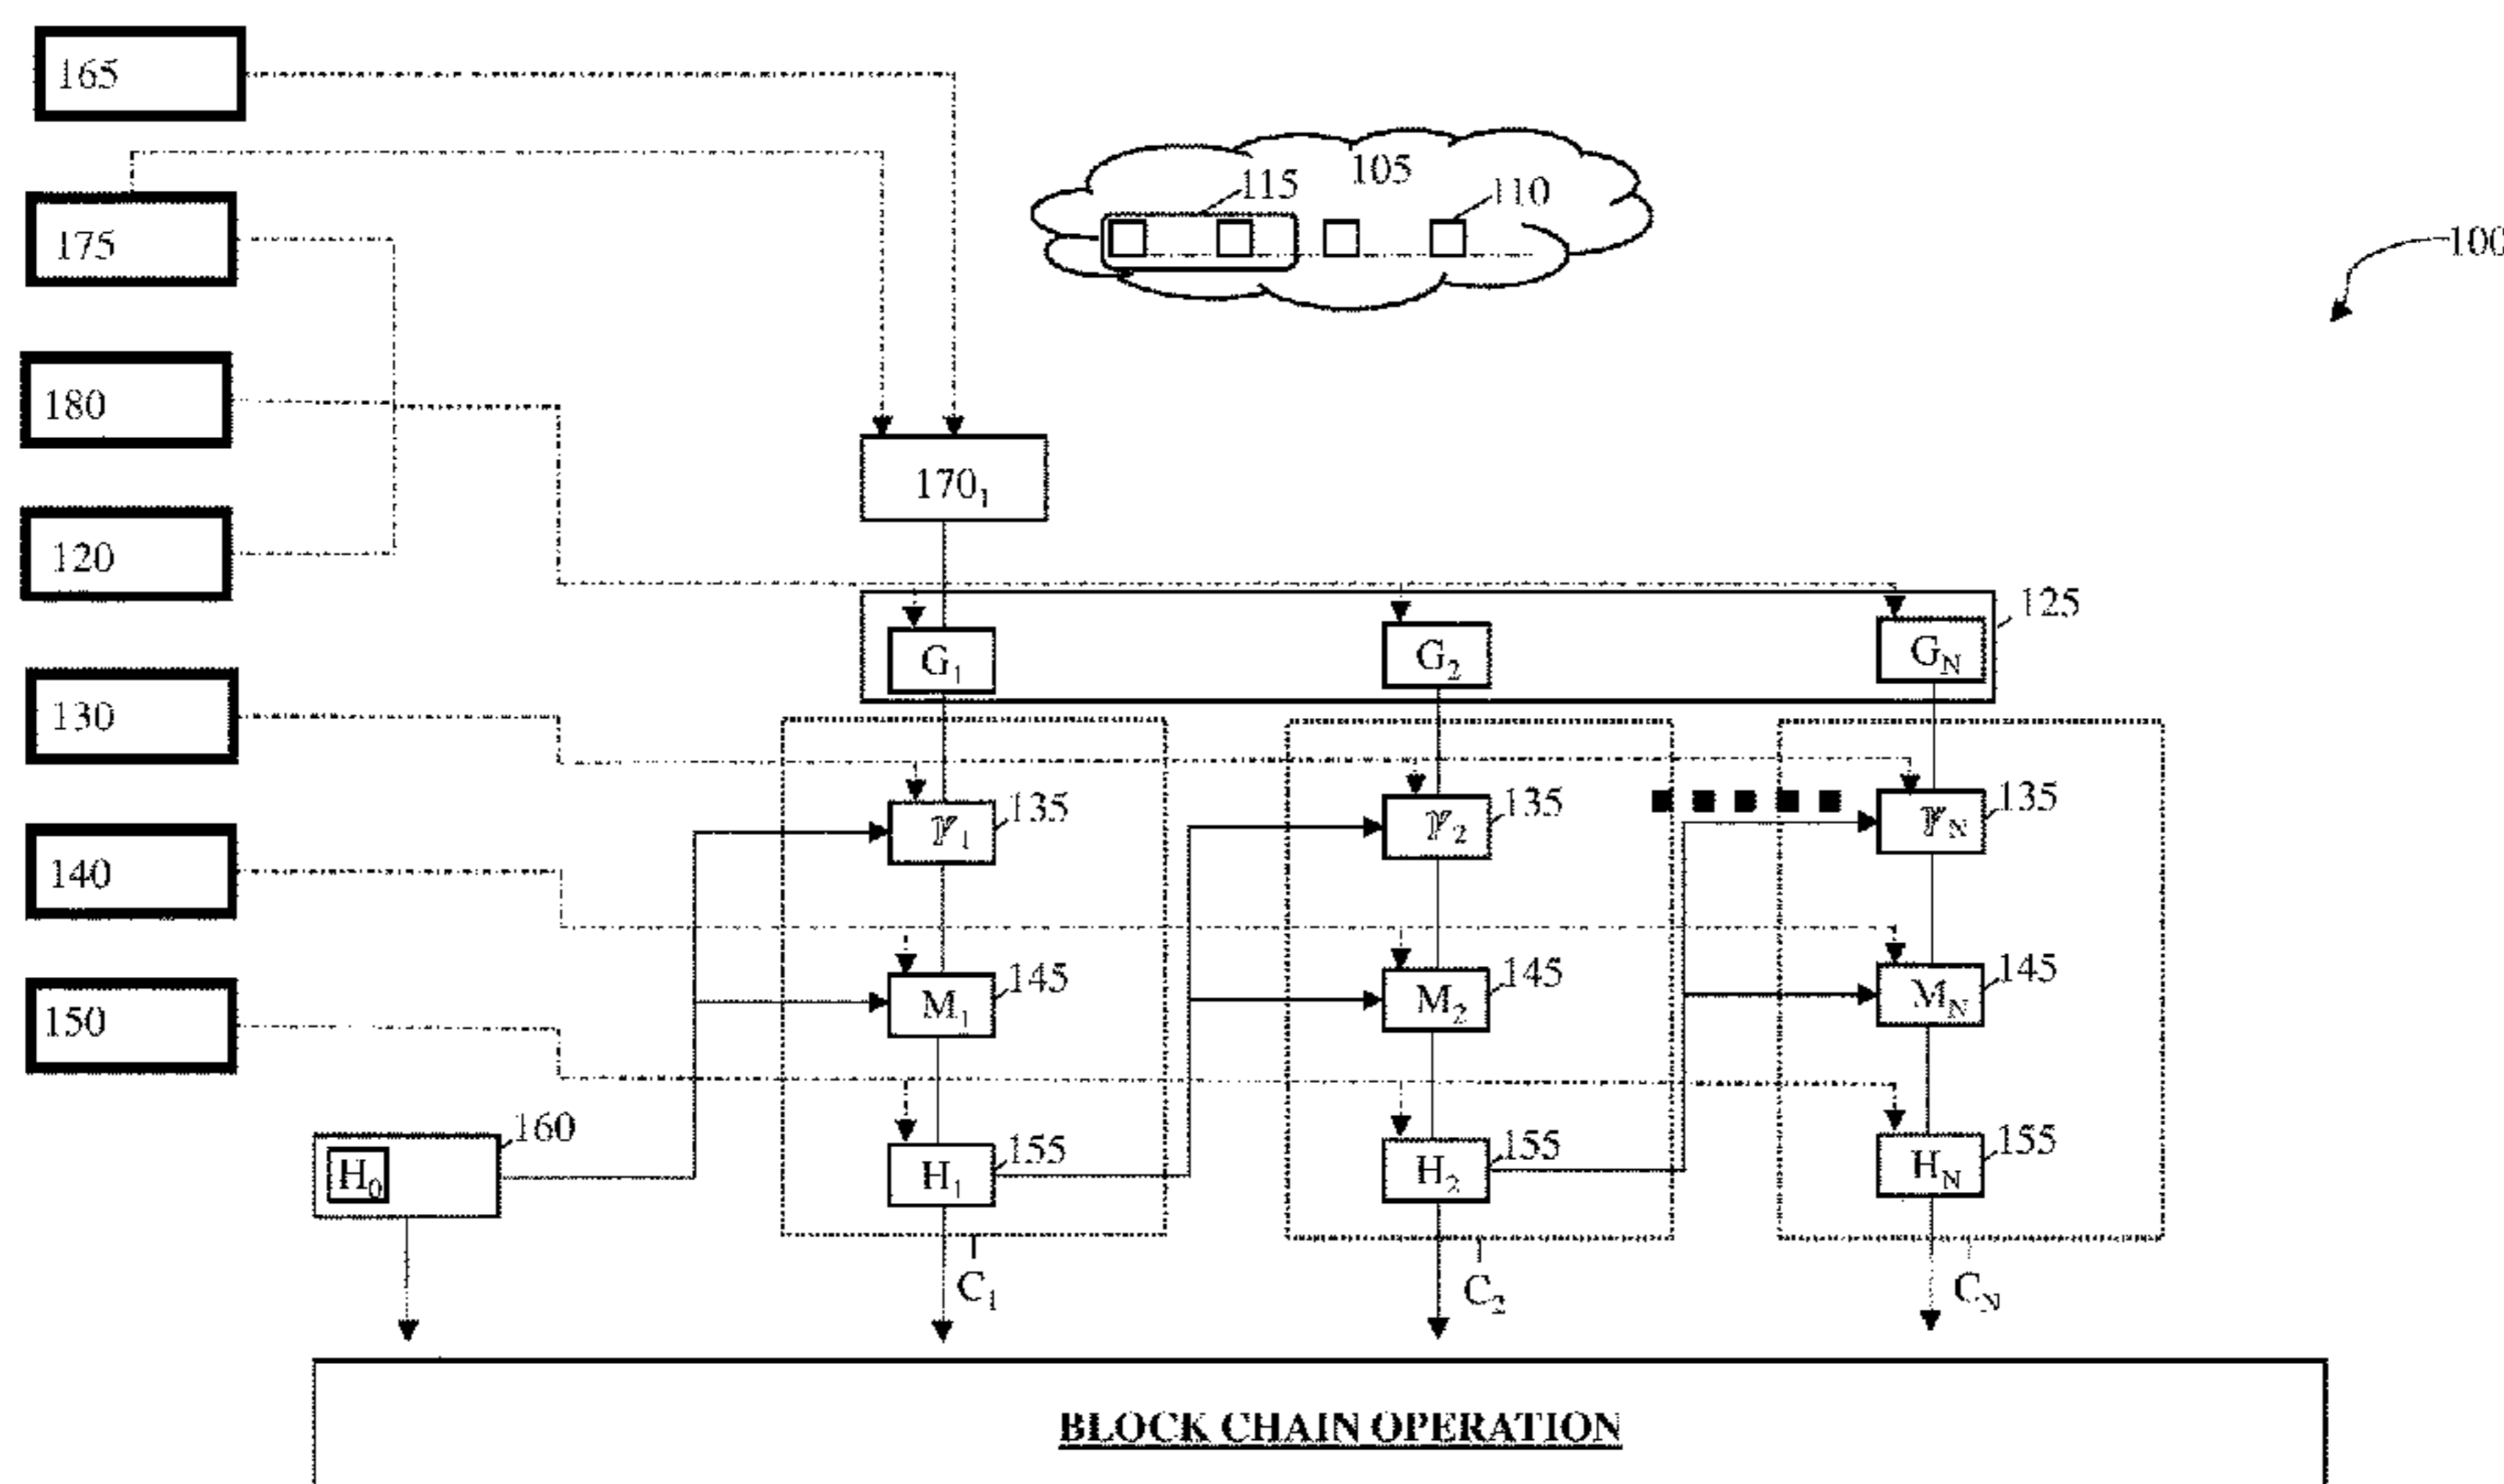 165
105
115
110
175
100
180
170₁
120
125
G₁
G₂
G_N
130
135
135
135
𝕐₁
𝕐₂
𝕐_N
140
145
145
145
M₁
M₂
M_N
150
160
155
155
155
H₀
H₁
H₂
H_N
C₁
C₂
C_N
BLOCK CHAIN OPERATION